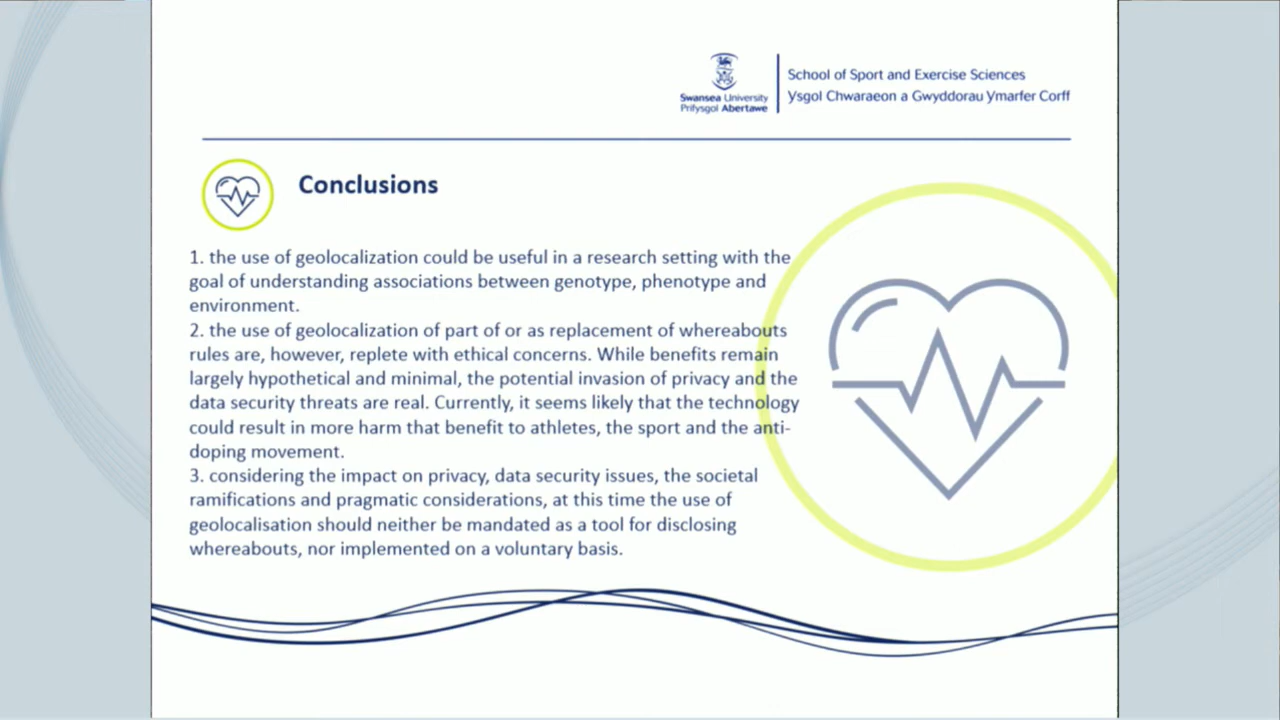 Swansea University
Prifysgol Abertawe
School of Sport and Exercise Sciences
Ysgol Chwaraeon a Gwyddorau Ymarfer Corff
Conclusions
1. the use of geolocalization could be useful in a research setting with the
goal of understanding associations between genotype, phenotype and
environment.
2. the use of geolocalization of part of or as replacement of whereabouts
rules are, however, replete with ethical concerns. While benefits remain
largely hypothetical and minimal, the potential invasion of privacy and the
data security threats are real. Currently, it seems likely that the technology
could result in more harm that benefit to athletes, the sport and the anti-
doping movement.
3. considering the impact on privacy, data security issues, the societal
ramifications and pragmatic considerations, at this time the use of
geolocalisation should neither be mandated as a tool for disclosing
whereabouts, nor implemented on a voluntary basis.